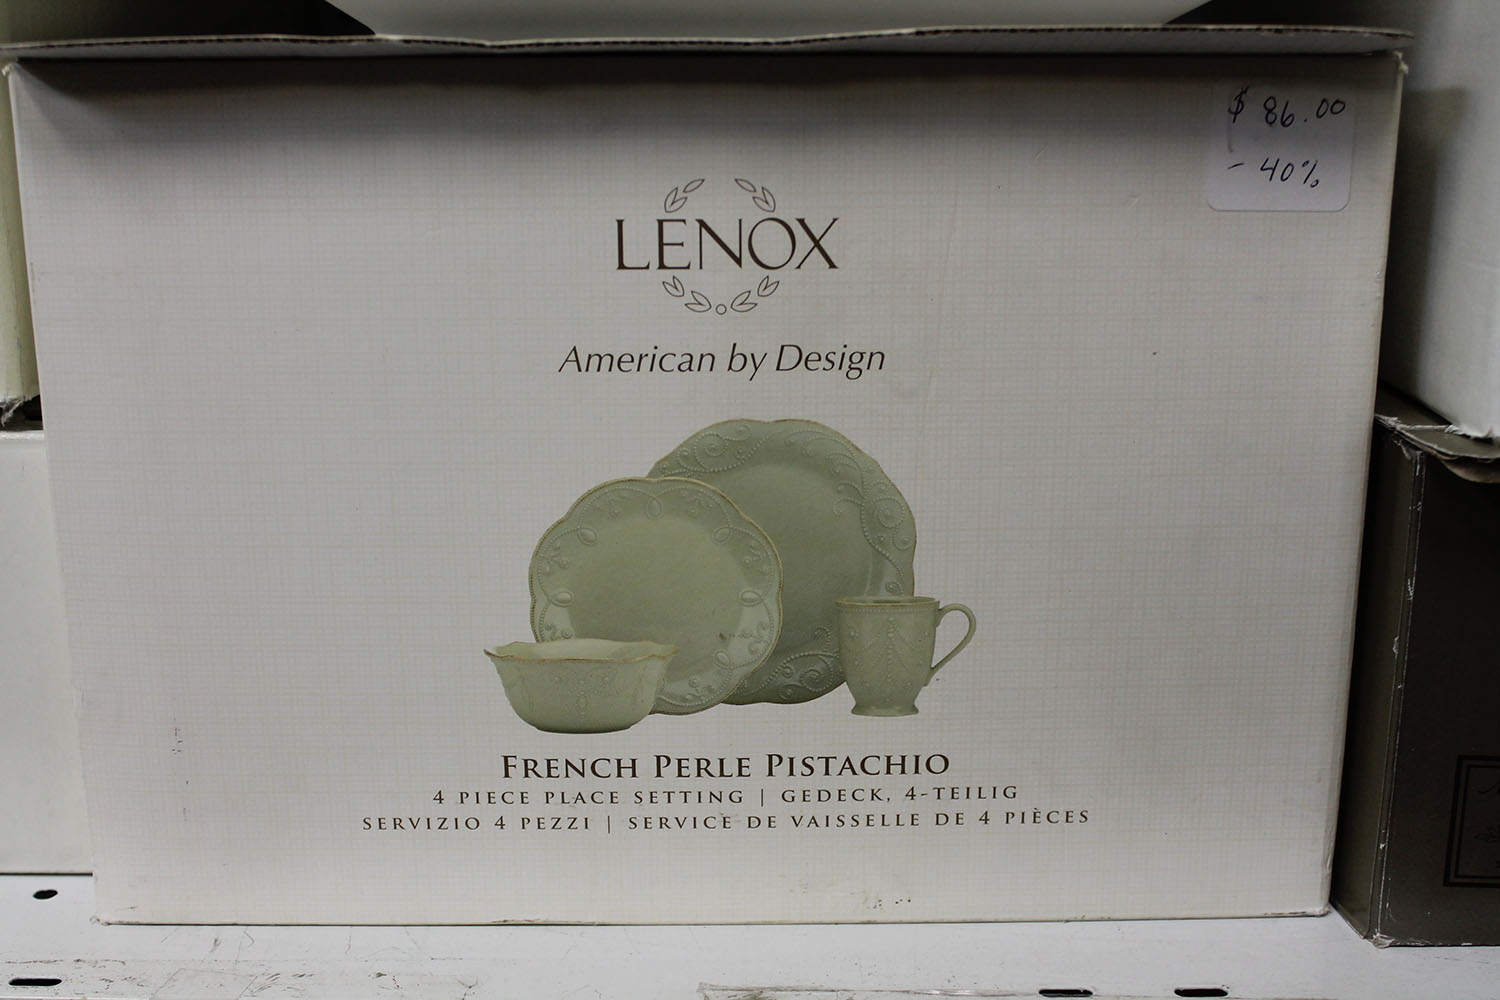 $ 86.00
- 40%
LENOX
American by Design
FRENCH PERLE PISTACHIO
4 PIECE PLACE SETTING | GEDECK, 4-TEILIG
SERVIZIO 4 PEZZI | SERVICE DE VAISSELLE DE 4 PIÈCES